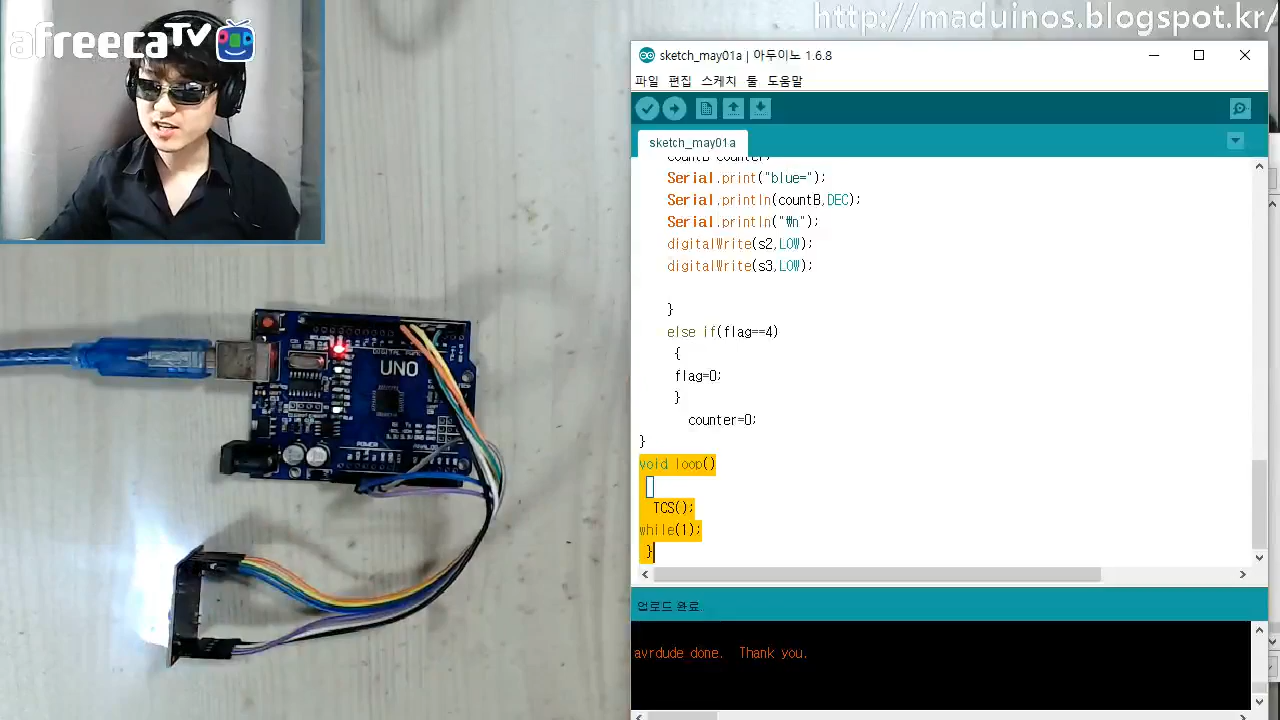 http://maduinos.blogspot.kr/
afreecaTV
sketch_may01a | 아두이노 1.6.8
파일 편집 스케치 툴 도움말
sketch_may01a
Serial.print("blue=");
Serial.println(countB,DEC);
Serial.println("₩n");
digitalWrite(s2,LOW);
digitalWrite(s3,LOW);
}
else if(flag==4)
{
flag=0;
}
counter=0;
}
void loop()
{
TCS();
while(1);
}
업로드 완료.
avrdude done.  Thank you.
UNO
POWER